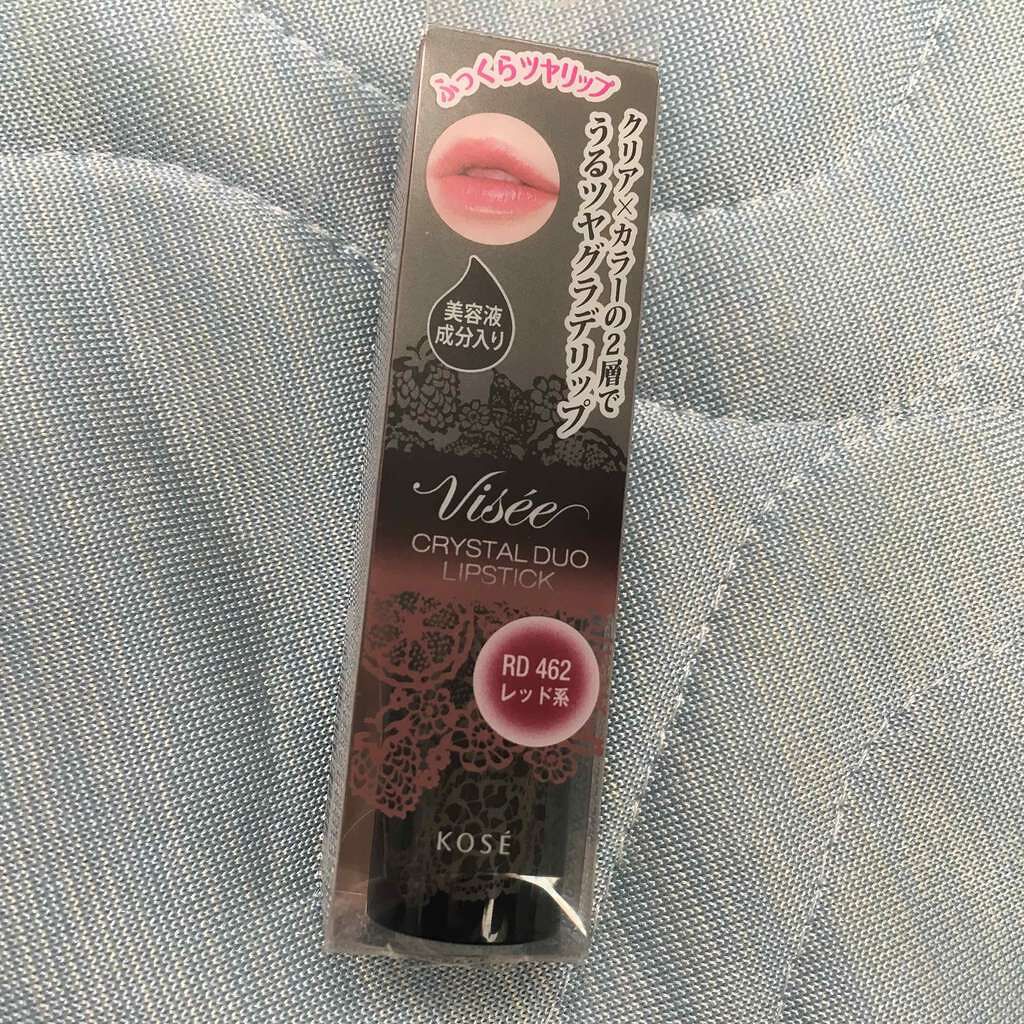 ふっくらツヤリップ
クリア×カラーの2層で
うるツヤグラデリップ
美容液
成分入り
Visée
CRYSTAL DUO
LIPSTICK
RD 462
レッド系
KOSÉ